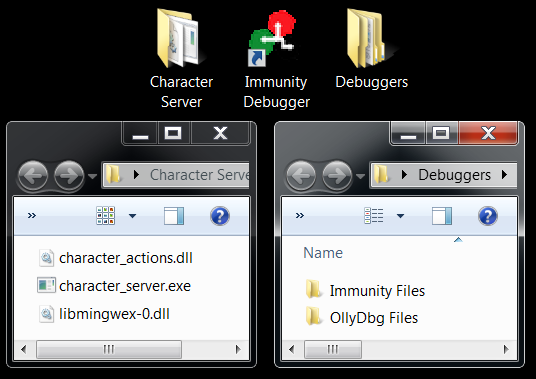 Character
Server
Immunity
Debugger
Debuggers
Character Serve
character_actions.dll
character_server.exe
libmingwex-0.dll
Debuggers
Name
Immunity Files
OllyDbg Files